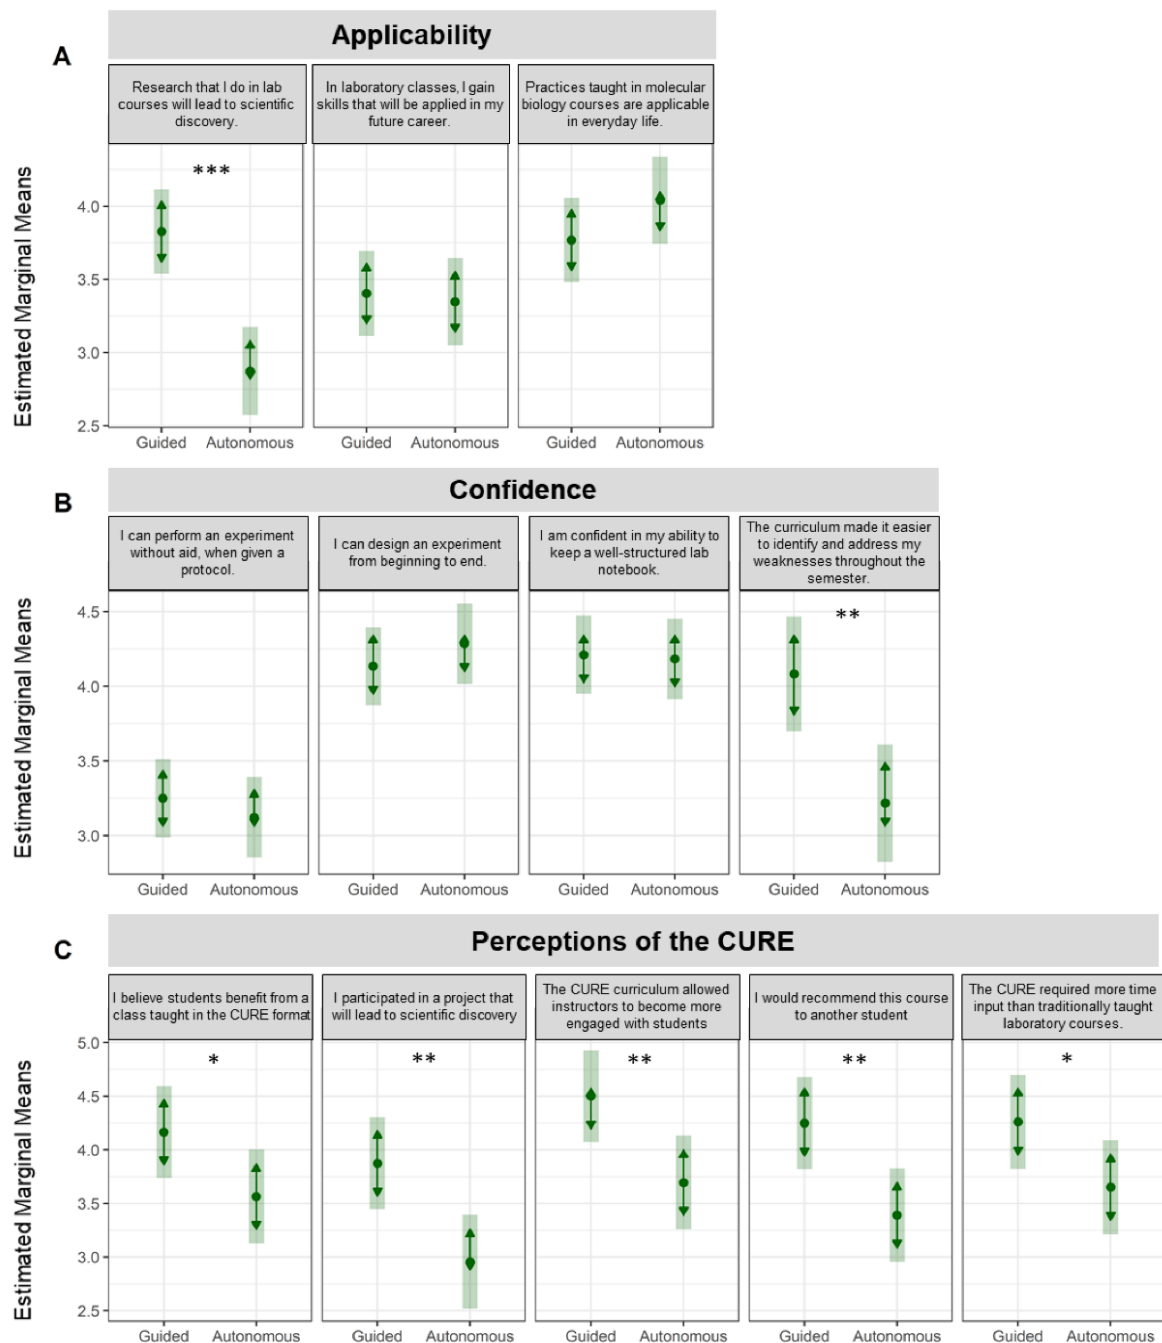 A
Applicability
Research that I do in lab
courses will lead to scientific
discovery.
In laboratory classes, I gain
skills that will be applied in my
future career.
Practices taught in molecular
biology courses are applicable
in everyday life.
Estimated Marginal Means
4.0
3.5
3.0
2.5
***
Guided Autonomous
Guided Autonomous
Guided Autonomous
B
Confidence
I can perform an experiment
without aid, when given a
protocol.
I can design an experiment
from beginning to end.
I am confident in my ability to
keep a well-structured lab
notebook.
The curriculum made it easier
to identify and address my
weaknesses throughout the
semester.
Estimated Marginal Means
4.5
4.0
3.5
3.0
**
Guided Autonomous
Guided Autonomous
Guided Autonomous
Guided Autonomous
C
Perceptions of the CURE
I believe students benefit from a
class taught in the CURE format
I participated in a project that
will lead to scientific discovery
The CURE curriculum allowed
instructors to become more
engaged with students
I would recommend this course
to another student
The CURE required more time
input than traditionally taught
laboratory courses.
Estimated Marginal Means
5.0
4.5
4.0
3.5
3.0
2.5
*
**
**
**
*
Guided Autonomous
Guided Autonomous
Guided Autonomous
Guided Autonomous
Guided Autonomous